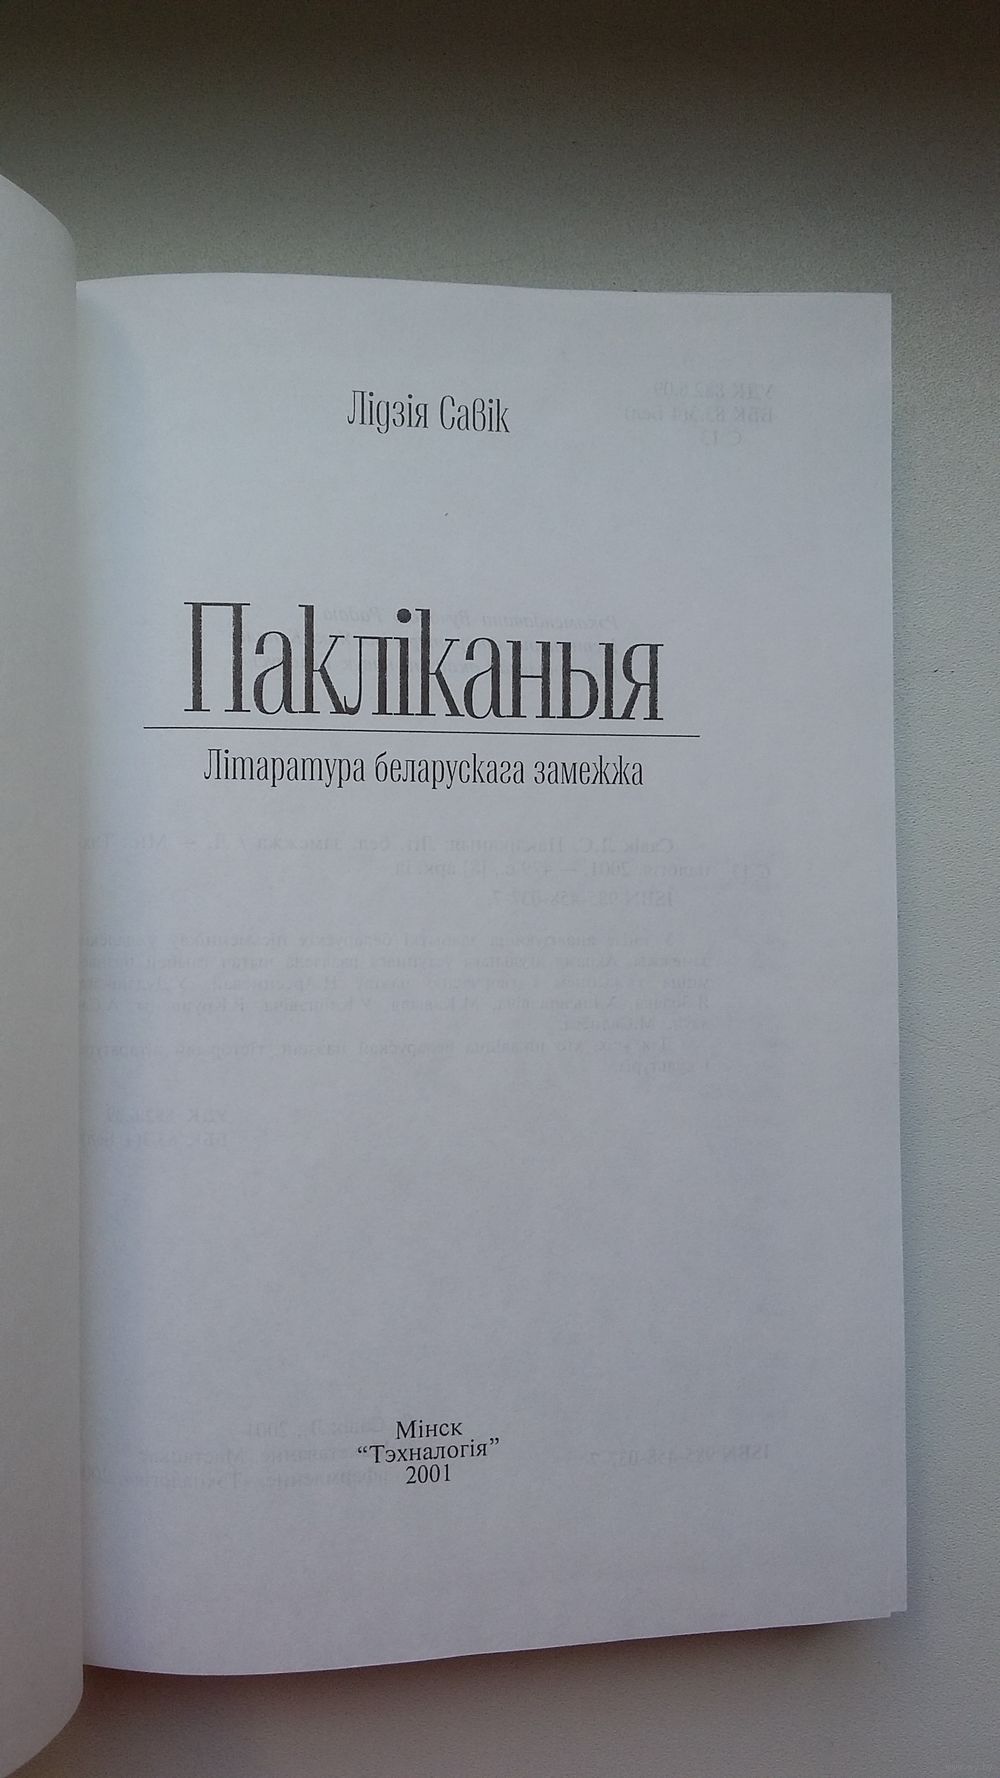 Лідзія Савік
Пакліканыя
Літаратура беларускага замежжа
Мінск
“Тэхналогія”
2001